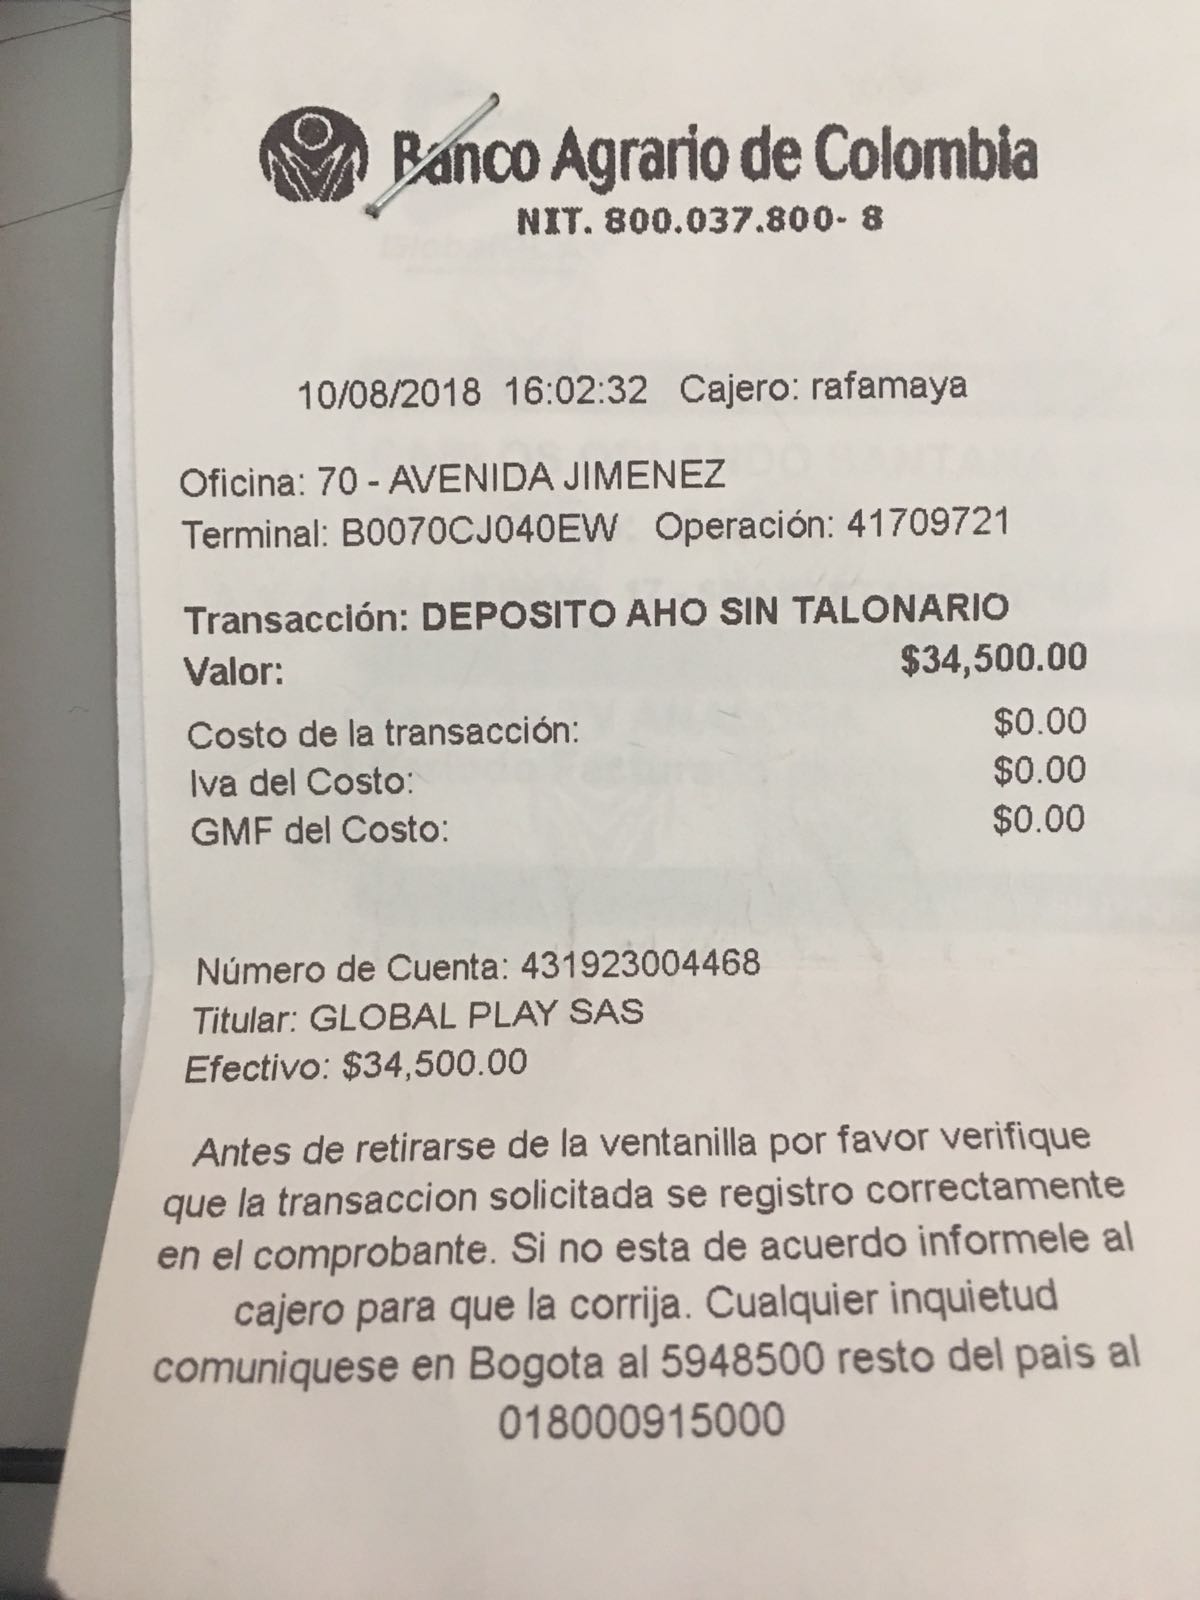 Banco Agrario de Colombia
NIT. 800.037.800- 8
10/08/2018 16:02:32 Cajero: rafamaya
Oficina: 70 - AVENIDA JIMENEZ
Terminal: B0070CJ040EW Operación: 41709721
Transacción: DEPOSITO AHO SIN TALONARIO
Valor: $34,500.00
Costo de la transacción: $0.00
Iva del Costo: $0.00
GMF del Costo: $0.00
Número de Cuenta: 431923004468
Titular: GLOBAL PLAY SAS
Efectivo: $34,500.00
Antes de retirarse de la ventanilla por favor verifique
que la transaccion solicitada se registro correctamente
en el comprobante. Si no esta de acuerdo informele al
cajero para que la corrija. Cualquier inquietud
comuniquese en Bogota al 5948500 resto del pais al
018000915000